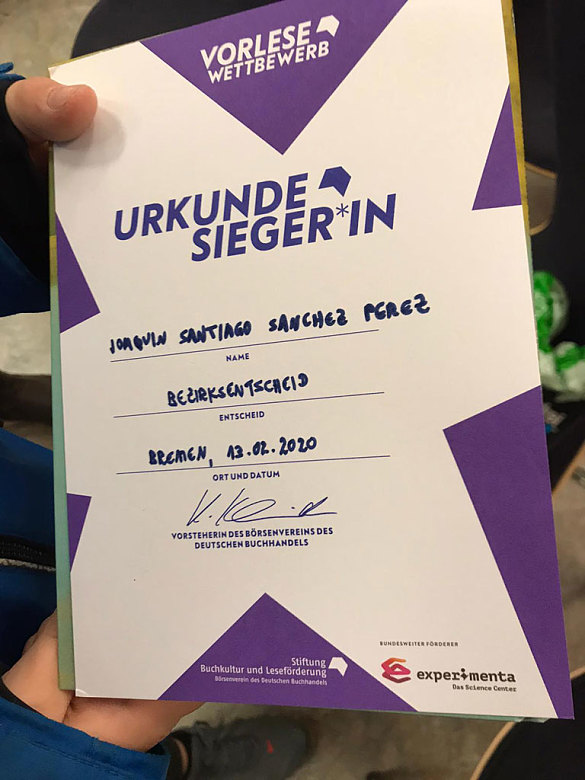 VORLESE
WETTBEWERB
URKUNDE
SIEGER*IN
JOAQUIN SANTIAGO SANCHEZ PEREZ
NAME
BEZIRKSENTSCHEID
ENTSCHEID
BREMEN, 13.02.2020
ORT UND DATUM
VORSTEHERIN DES BÖRSENVEREINS DES
DEUTSCHEN BUCHHANDELS
Stiftung
Buchkultur und Leseförderung
Börsenverein des Deutschen Buchhandels
BUNDESWEITER FÖRDERER
experimenta
Das Science Center